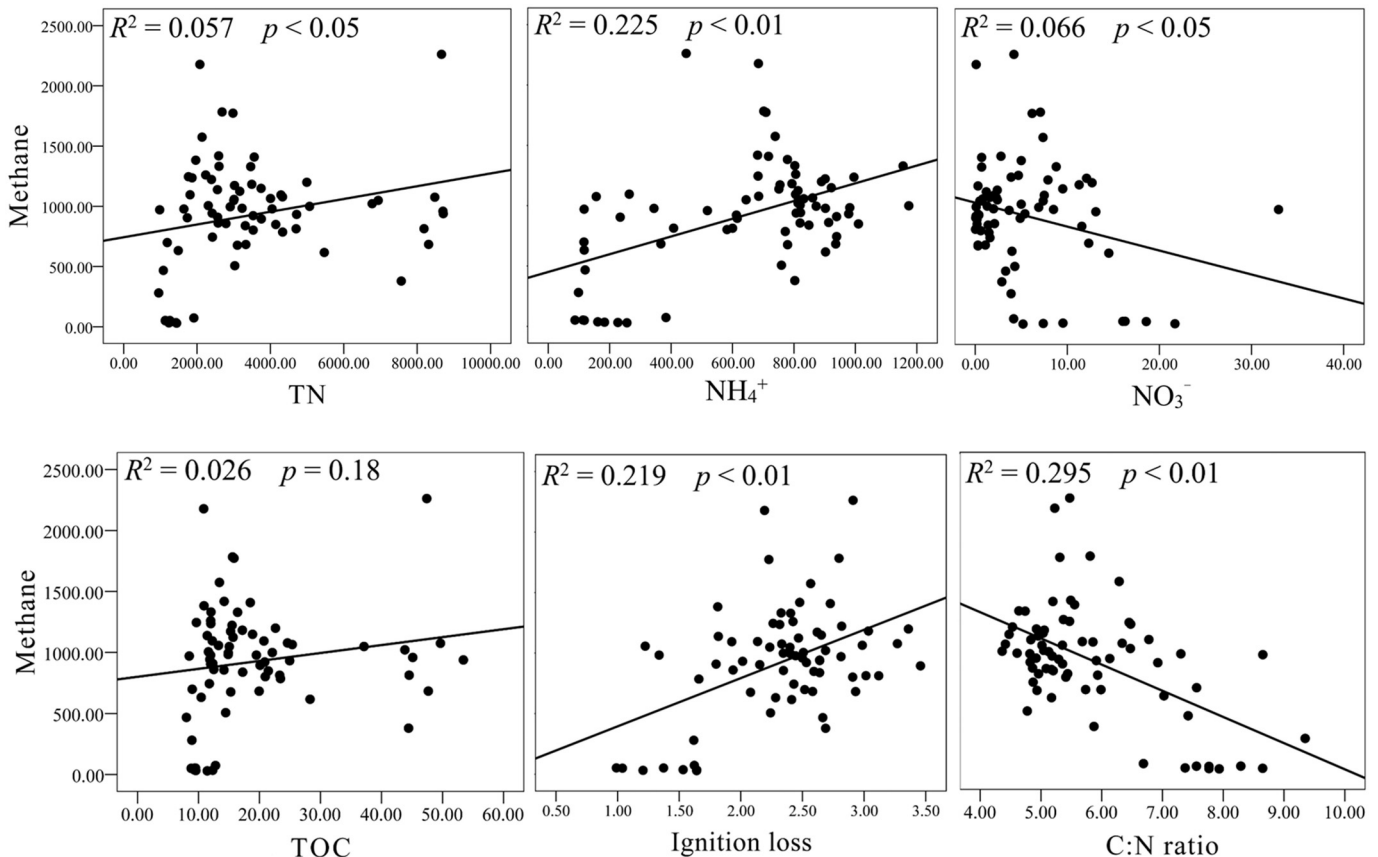 R² = 0.057 p < 0.05
R² = 0.225 p < 0.01
R² = 0.066 p < 0.05
2500.00
2000.00
1500.00
1000.00
500.00
0.00
Methane
0.00 2000.00 4000.00 6000.00 8000.00 10000.00
TN
0.00 200.00 400.00 600.00 800.00 1000.00 1200.00
NH₄⁺
0.00 10.00 20.00 30.00 40.00
NO₃⁻
R² = 0.026 p = 0.18
R² = 0.219 p < 0.01
R² = 0.295 p < 0.01
2500.00
2000.00
1500.00
1000.00
500.00
0.00
Methane
0.00 10.00 20.00 30.00 40.00 50.00 60.00
TOC
0.50 1.00 1.50 2.00 2.50 3.00 3.50
Ignition loss
4.00 5.00 6.00 7.00 8.00 9.00 10.00
C:N ratio